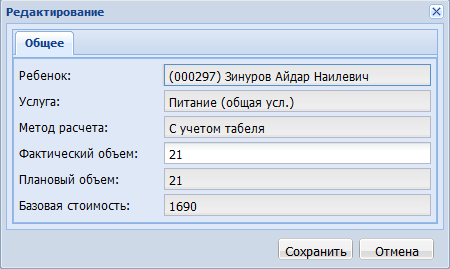 Редактирование
Общее
Ребенок: (000297) Зинуров Айдар Наилевич
Услуга: Питание (общая усл.)
Метод расчета: С учетом табеля
Фактический объем: 21
Плановый объем: 21
Базовая стоимость: 1690
Сохранить Отмена